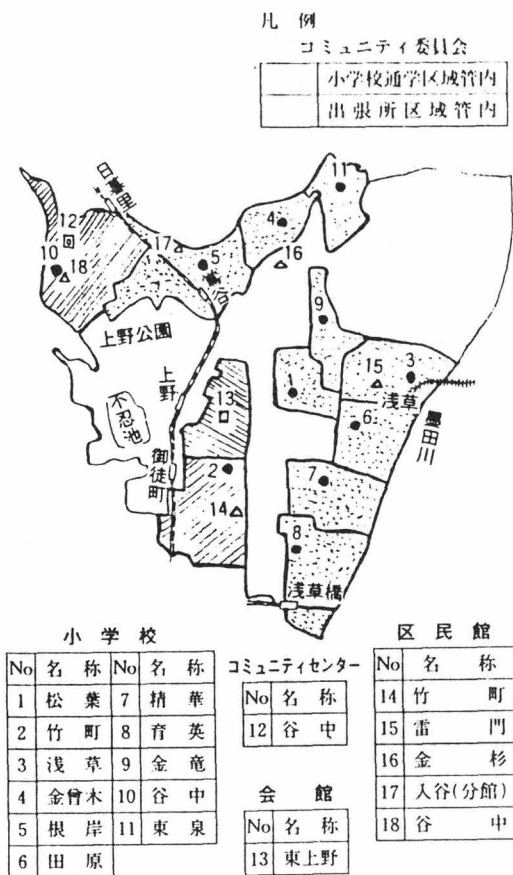 凡例
コミュニティ委員会
小学校通学区域管内
出張所区域管内
日暮里
11
4
12
17
5
10
18
16
鶯谷
9
上野公園
上野
15
3
13
1
浅草
不忍池
6
墨田川
御徒町
2
7
14
8
浅草橋
小学校
No 名称 No 名称
1 松葉 7 精華
2 竹町 8 育英
3 浅草 9 金竜
4 金曽木 10 谷中
5 根岸 11 東泉
6 田原
コミュニティセンター
No 名称
12 谷中
会館
No 名称
13 東上野
区民館
No 名称
14 竹町
15 雷門
16 金杉
17 入谷(分館)
18 谷中